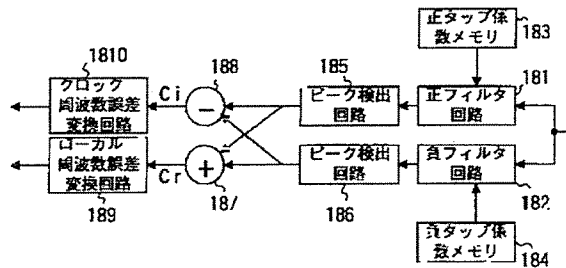 正タップ係
数メモリ
183
1810
クロック
周波数誤差
変換回路
Ci
188
−
185
ピーク検出
回路
181
正フィルタ
回路
ローカル
周波数誤差
変換回路
189
Cr
+
187
ピーク検出
回路
186
負フィルタ
回路
182
負タップ係
数メモリ
184